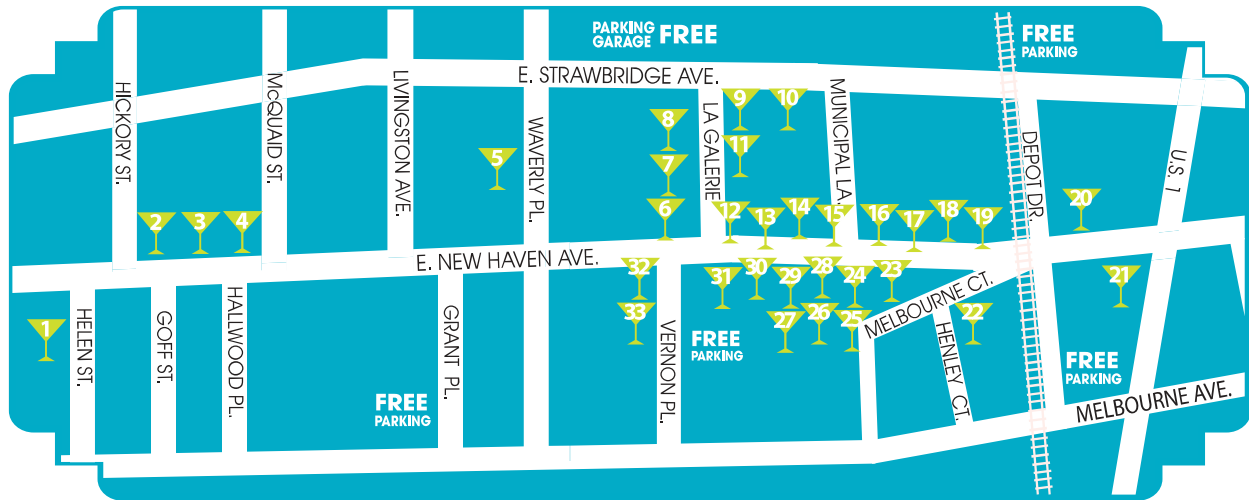 PARKING GARAGE FREE
FREE PARKING
E. STRAWBRIDGE AVE.
HICKORY ST.
McQUAID ST.
LIVINGSTON AVE.
WAVERLY PL.
LA GALERIE
MUNICIPAL LA.
DEPOT DR.
U.S. 1
9
10
8
11
5
7
2
3
4
6
12
13
14
15
16
17
18
19
20
E. NEW HAVEN AVE.
32
31
30
29
28
24
23
21
MELBOURNE CT.
1
33
27
26
25
22
HELEN ST.
GOFF ST.
HALLWOOD PL.
GRANT PL.
VERNON PL.
HENLEY CT.
FREE
PARKING
FREE
PARKING
FREE
PARKING
MELBOURNE AVE.